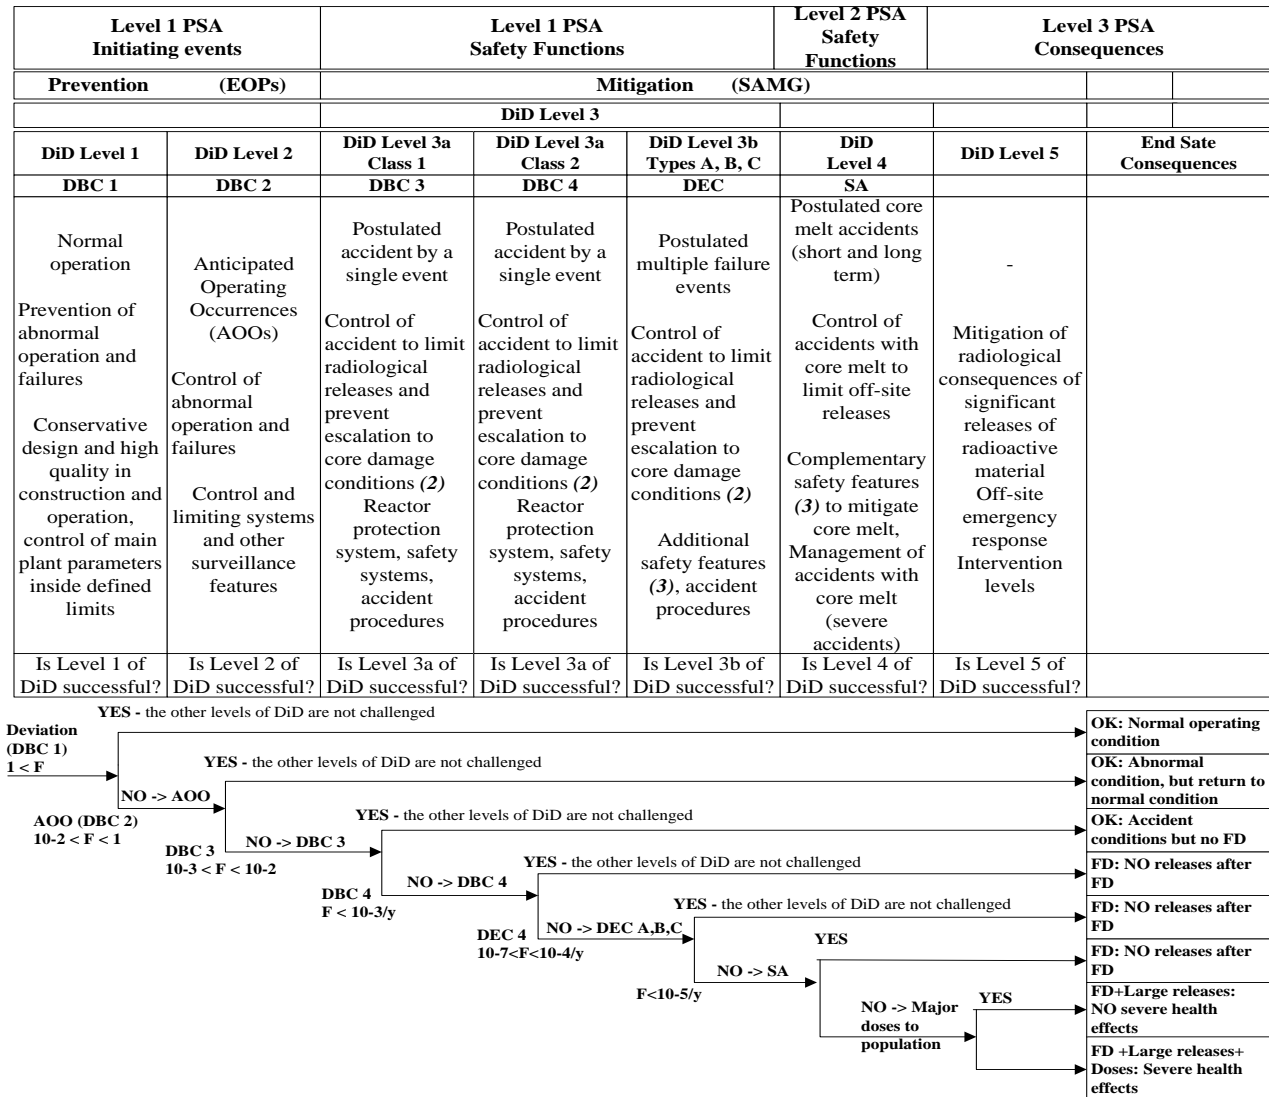 Level 1 PSA
Initiating events
Level 1 PSA
Safety Functions
Level 2 PSA
Safety
Functions
Level 3 PSA
Consequences
Prevention (EOPs)
Mitigation (SAMG)
DiD Level 3
DiD Level 1
DiD Level 2
DiD Level 3a
Class 1
DiD Level 3a
Class 2
DiD Level 3b
Types A, B, C
DiD
Level 4
DiD Level 5
End Sate
Consequences
DBC 1
DBC 2
DBC 3
DBC 4
DEC
SA
Normal
operation
Prevention of
abnormal
operation and
failures
Conservative
design and high
quality in
construction and
operation,
control of main
plant parameters
inside defined
limits
Anticipated
Operating
Occurrences
(AOOs)
Control of
abnormal
operation and
failures
Control and
limiting systems
and other
surveillance
features
Postulated
accident by a
single event
Control of
accident to limit
radiological
releases and
prevent
escalation to
core damage
conditions (2)
Reactor
protection
system, safety
systems,
accident
procedures
Postulated
accident by a
single event
Control of
accident to limit
radiological
releases and
prevent
escalation to
core damage
conditions (2)
Reactor
protection
system, safety
systems,
accident
procedures
Postulated
multiple failure
events
Control of
accident to limit
radiological
releases and
prevent
escalation to
core damage
conditions (2)
Additional
safety features
(3), accident
procedures
Postulated core
melt accidents
(short and long
term)
Control of
accidents with
core melt to
limit off-site
releases
Complementary
safety features
(3) to mitigate
core melt,
Management of
accidents with
core melt
(severe
accidents)
-
Mitigation of
radiological
consequences of
significant
releases of
radioactive
material
Off-site
emergency
response
Intervention
levels
Is Level 1 of
DiD successful?
Is Level 2 of
DiD successful?
Is Level 3a of
DiD successful?
Is Level 3a of
DiD successful?
Is Level 3b of
DiD successful?
Is Level 4 of
DiD successful?
Is Level 5 of
DiD successful?
YES - the other levels of DiD are not challenged
Deviation
(DBC 1)
1 < F
OK: Normal operating
condition
YES - the other levels of DiD are not challenged
NO -> AOO
OK: Abnormal
condition, but return to
normal condition
AOO (DBC 2)
10-2 < F < 1
YES - the other levels of DiD are not challenged
NO -> DBC 3
OK: Accident
conditions but no FD
DBC 3
10-3 < F < 10-2
YES - the other levels of DiD are not challenged
NO -> DBC 4
FD: NO releases after
FD
DBC 4
F < 10-3/y
YES - the other levels of DiD are not challenged
NO -> DEC A,B,C
FD: NO releases after
FD
DEC 4
10-7<F<10-4/y
YES
NO -> SA
FD: NO releases after
FD
F<10-5/y
NO -> Major
doses to
population
YES
FD+Large releases:
NO severe health
effects
FD +Large releases+
Doses: Severe health
effects